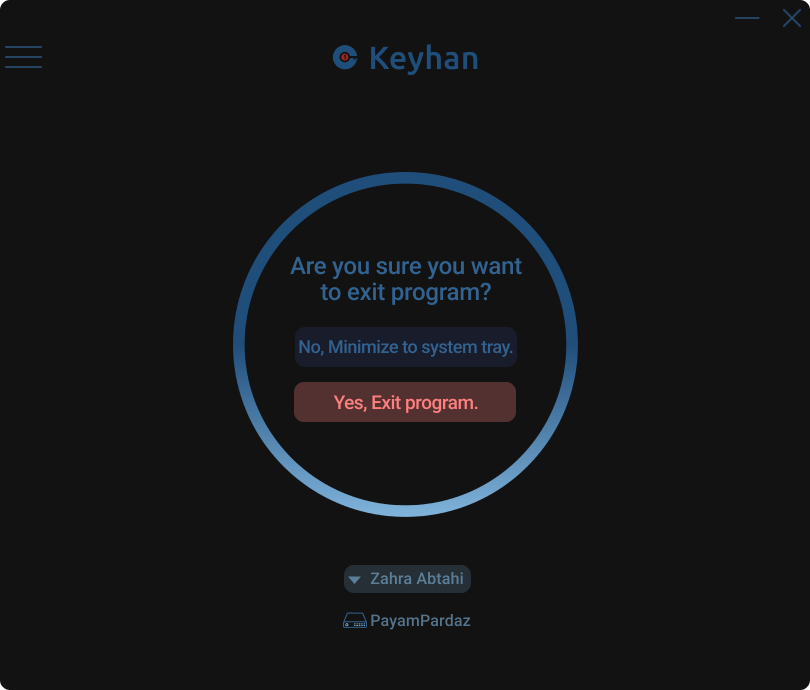 Keyhan
Are you sure you want
to exit program?
No, Minimize to system tray.
Yes, Exit program.
Zahra Abtahi
PayamPardaz